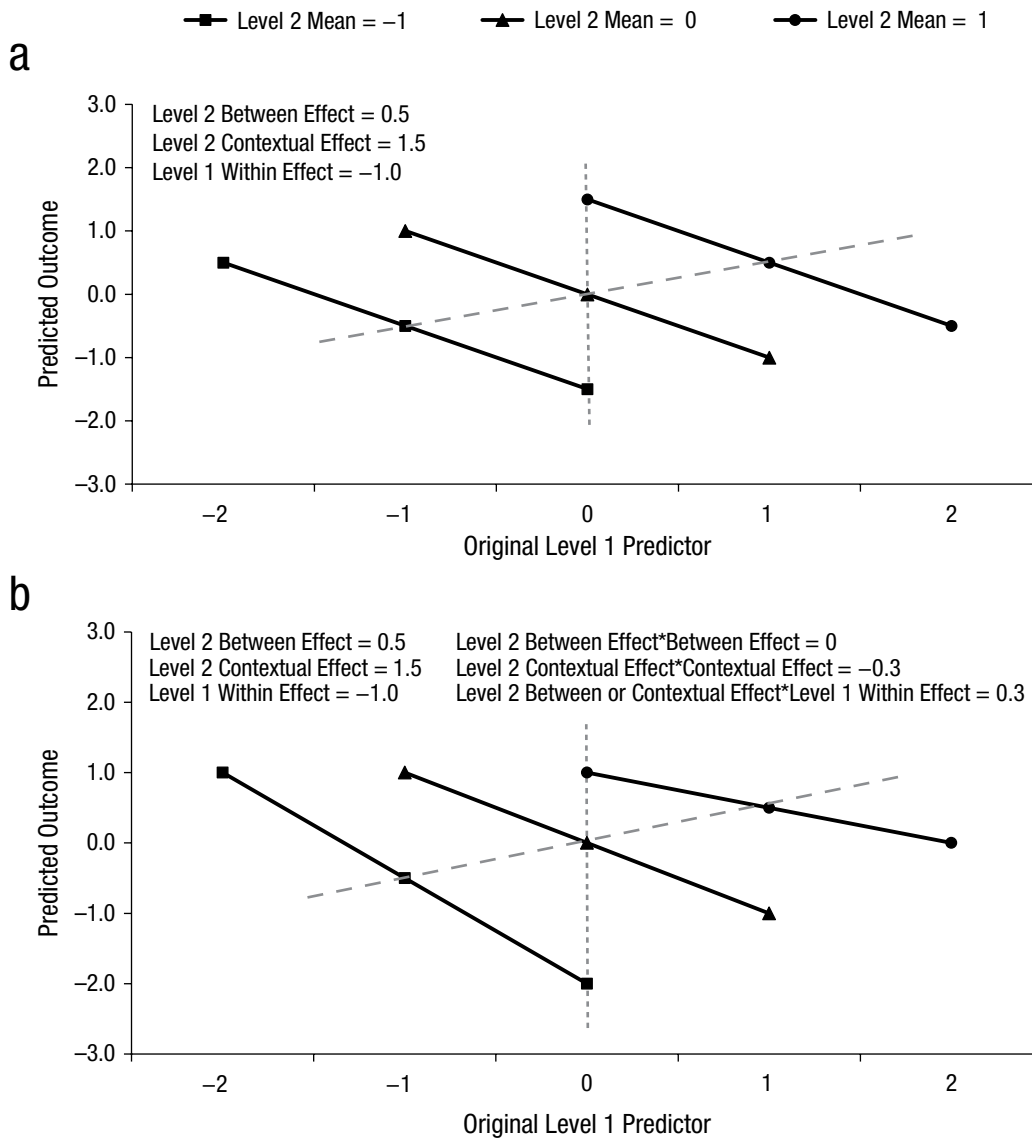 Level 2 Mean = –1 Level 2 Mean = 0 Level 2 Mean = 1
a
Level 2 Between Effect = 0.5
Level 2 Contextual Effect = 1.5
Level 1 Within Effect = –1.0
3.0
2.0
1.0
0.0
–1.0
–2.0
–3.0
Predicted Outcome
–2 –1 0 1 2
Original Level 1 Predictor
b
Level 2 Between Effect = 0.5 Level 2 Between Effect*Between Effect = 0
Level 2 Contextual Effect = 1.5 Level 2 Contextual Effect*Contextual Effect = –0.3
Level 1 Within Effect = –1.0 Level 2 Between or Contextual Effect*Level 1 Within Effect = 0.3
3.0
2.0
1.0
0.0
–1.0
–2.0
–3.0
Predicted Outcome
–2 –1 0 1 2
Original Level 1 Predictor